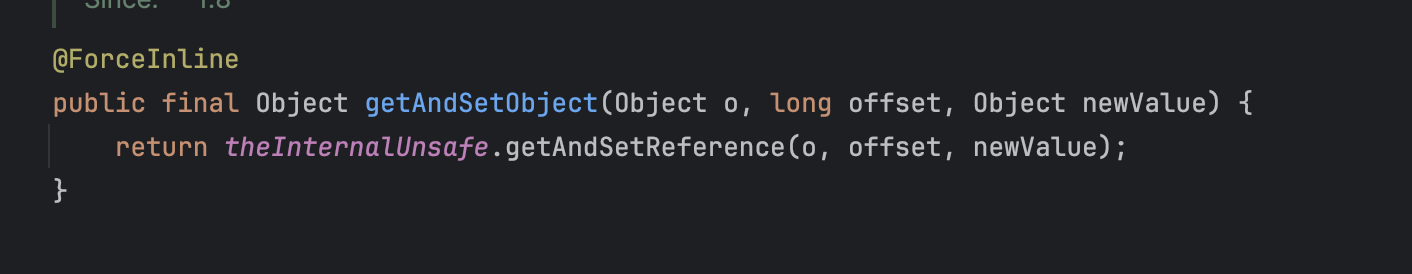 Since: 1.8
@ForceInline
public final Object getAndSetObject(Object o, long offset, Object newValue) {
return theInternalUnsafe.getAndSetReference(o, offset, newValue);
}